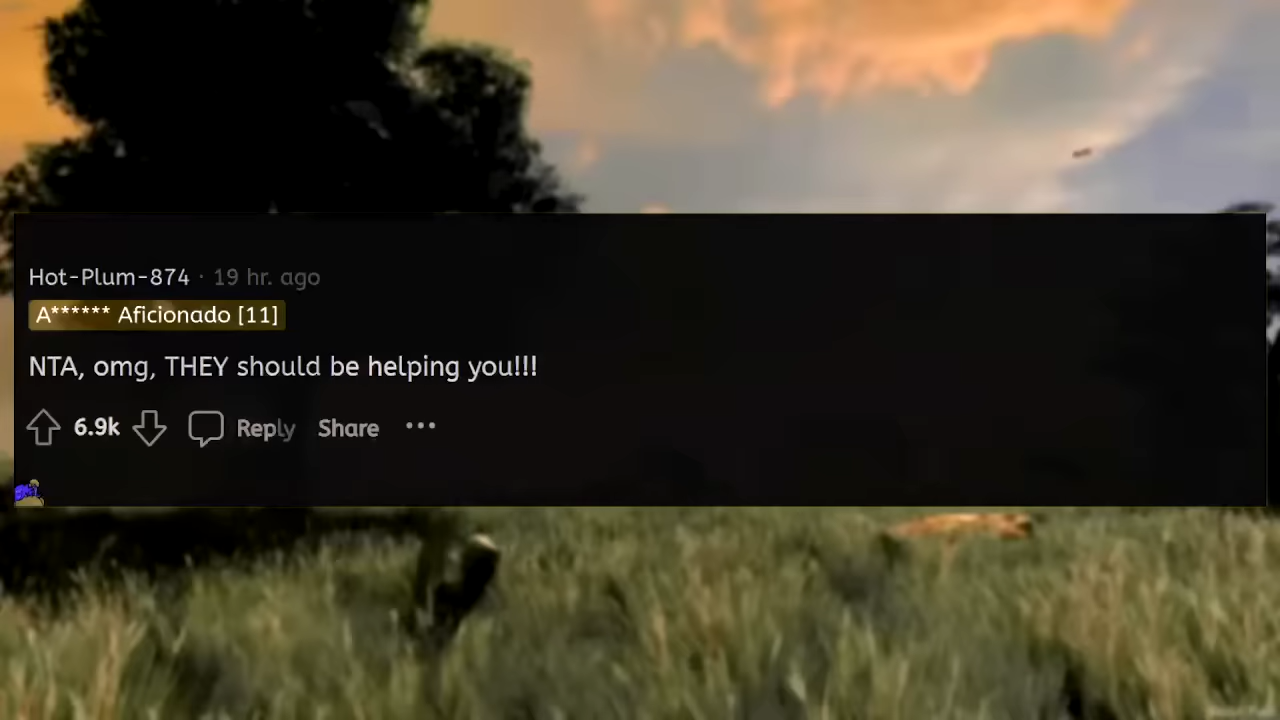 Hot-Plum-874 · 19 hr. ago
A****** Aficionado [11]
NTA, omg, THEY should be helping you!!!
6.9k Reply Share ···